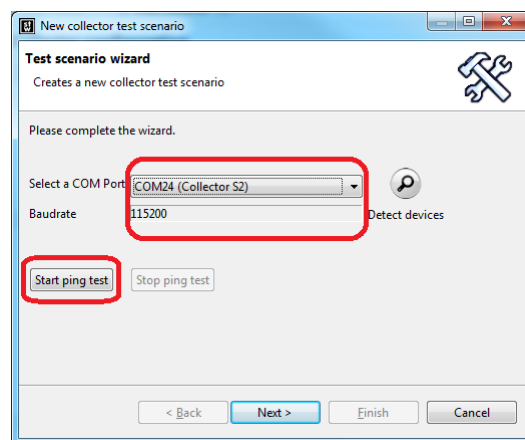 New collector test scenario
Test scenario wizard
Creates a new collector test scenario
Please complete the wizard.
Select a COM Port COM24 (Collector S2)
Baudrate 115200 Detect devices
Start ping test Stop ping test
< Back Next > Finish Cancel